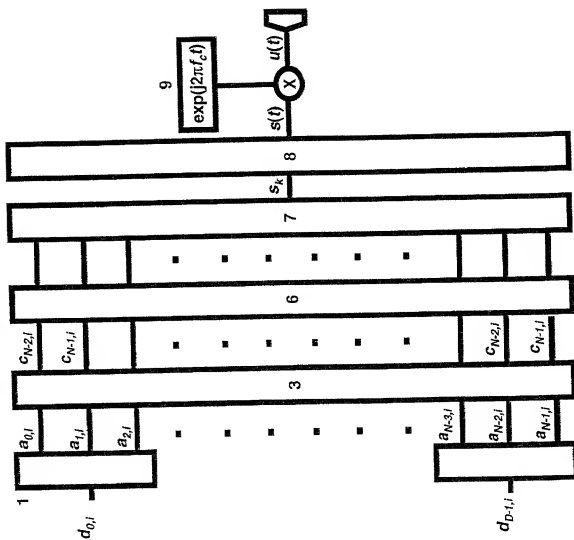 9
exp(j2πf_ct)
u(t)
X
s(t)
8
s_k
7
6
c_{N-2,i}
c_{N-1,i}
c_{N-2,i}
c_{N-1,i}
3
a_{0,i}
a_{1,i}
a_{2,i}
a_{N-3,i}
a_{N-2,i}
a_{N-1,i}
1
d_{0,i}
d_{D-1,i}